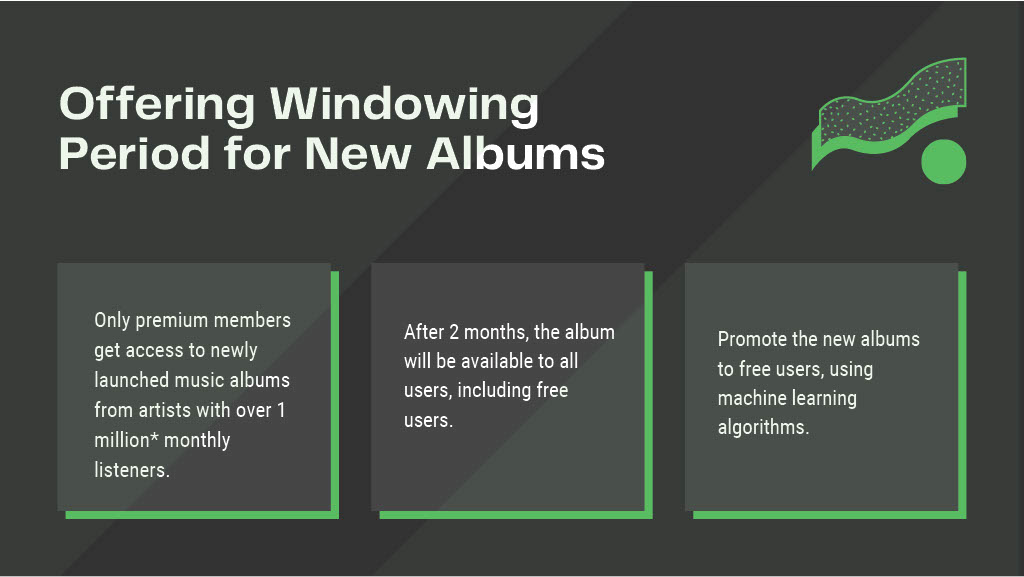 Offering Windowing
Period for New Albums
Only premium members
get access to newly
launched music albums
from artists with over 1
million* monthly
listeners.
After 2 months, the album
will be available to all
users, including free
users.
Promote the new albums
to free users, using
machine learning
algorithms.